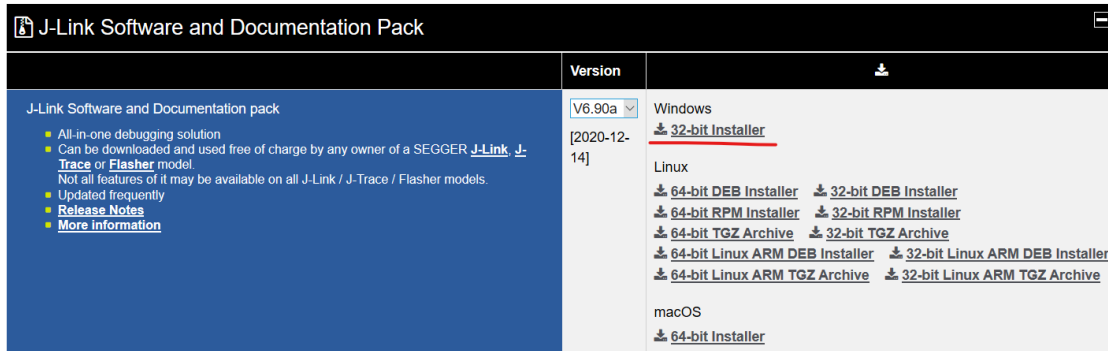 J-Link Software and Documentation Pack
Version
J-Link Software and Documentation pack
All-in-one debugging solution
Can be downloaded and used free of charge by any owner of a SEGGER J-Link, J-
Trace or Flasher model.
Not all features of it may be available on all J-Link / J-Trace / Flasher models.
Updated frequently
Release Notes
More information
V6.90a
[2020-12-
14]
Windows
32-bit Installer
Linux
64-bit DEB Installer 32-bit DEB Installer
64-bit RPM Installer 32-bit RPM Installer
64-bit TGZ Archive 32-bit TGZ Archive
64-bit Linux ARM DEB Installer 32-bit Linux ARM DEB Installer
64-bit Linux ARM TGZ Archive 32-bit Linux ARM TGZ Archive
macOS
64-bit Installer